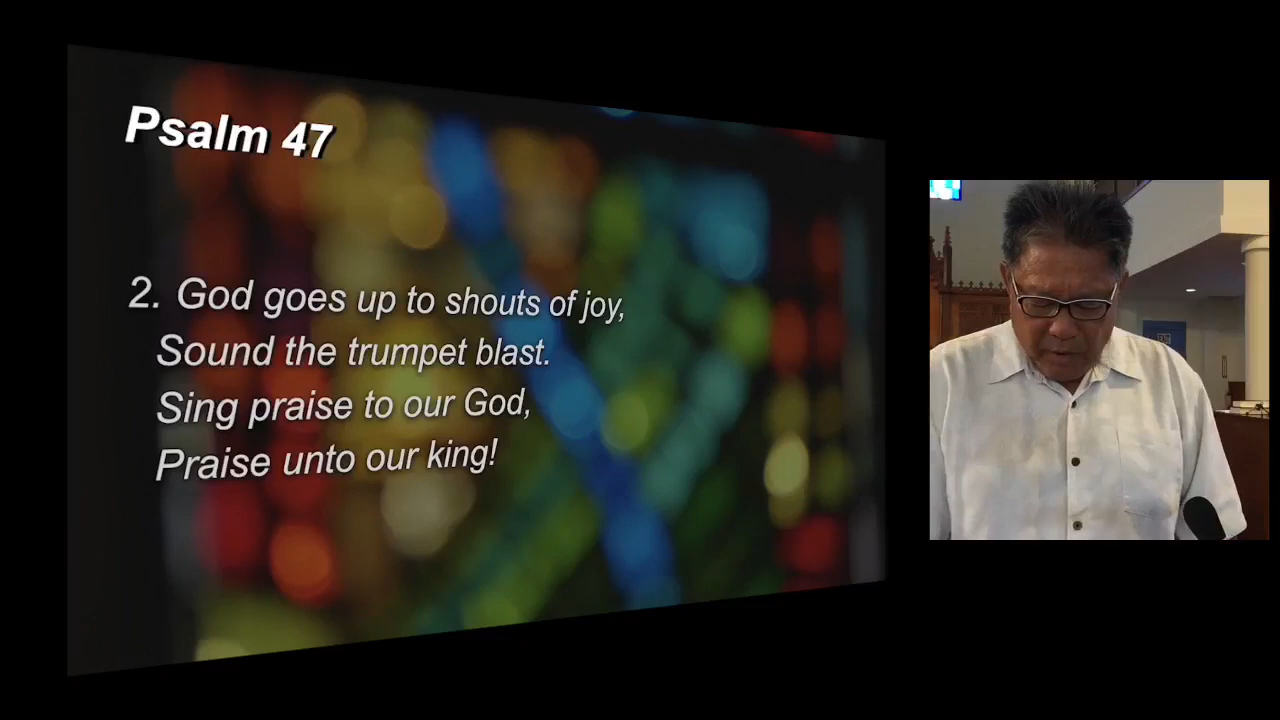 Psalm 47
2. God goes up to shouts of joy,
Sound the trumpet blast.
Sing praise to our God,
Praise unto our king!